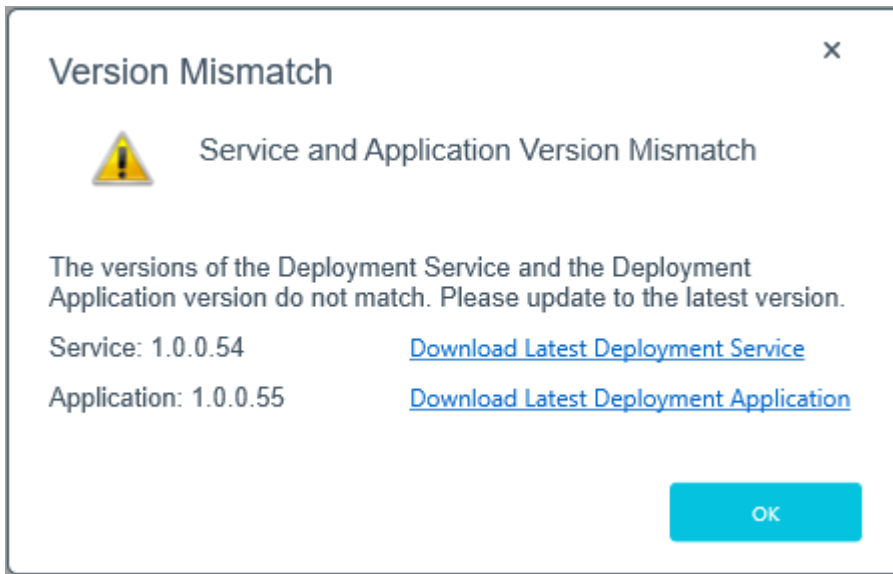 Version Mismatch
Service and Application Version Mismatch
The versions of the Deployment Service and the Deployment
Application version do not match. Please update to the latest version.
Service: 1.0.0.54 Download Latest Deployment Service
Application: 1.0.0.55 Download Latest Deployment Application
OK